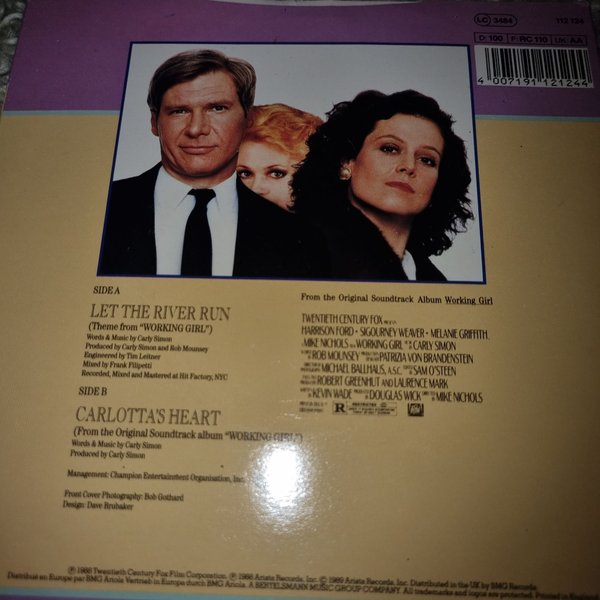 LC 3484
112 124
D: 100 F: RC 110 UK: AA
4 007191 121244
SIDE A
LET THE RIVER RUN
(Theme from "WORKING GIRL")
Words & Music by Carly Simon
Produced by Carly Simon and Rob Mounsey
Engineered by Tim Leitner
Mixed by Frank Filipetti
Recorded, Mixed and Mastered at Hit Factory, NYC
SIDE B
CARLOTTA'S HEART
(From the Original Soundtrack album "WORKING GIRL")
Words & Music by Carly Simon
Produced by Carly Simon
Management: Champion Entertainment Organisation, Inc.
Front Cover Photography: Bob Gothard
Design: Dave Brubaker
From the Original Soundtrack Album Working Girl
TWENTIETH CENTURY FOX
HARRISON FORD · SIGOURNEY WEAVER · MELANIE GRIFFITH
MIKE NICHOLS WORKING GIRL CARLY SIMON
ROB MOUNSEY PATRIZIA VON BRANDENSTEIN
MICHAEL BALLHAUS, A.S.C. SAM O'STEEN
ROBERT GREENHUT AND LAURENCE MARK
KEVIN WADE DOUGLAS WICK MIKE NICHOLS
R RESTRICTED
FOX
℗ 1988 Twentieth Century Fox Film Corporation, ℗ 1988 Arista Records, Inc. © 1989 Arista Records, Inc. Distributed in the UK by BMG Records
Distribué en Europe par BMG Ariola Vertrieb in Europa durch BMG Ariola. A BERTELSMANN MUSIC GROUP COMPANY. All trademarks and logos are protected. Printed in England